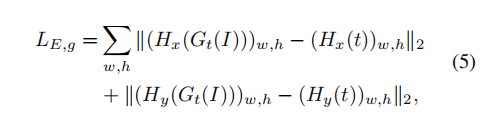 L_{E,g} = \sum_{w,h} \|(H_x(G_t(I)))_{w,h} - (H_x(t))_{w,h}\|_2
+ \|(H_y(G_t(I)))_{w,h} - (H_y(t))_{w,h}\|_2, (5)